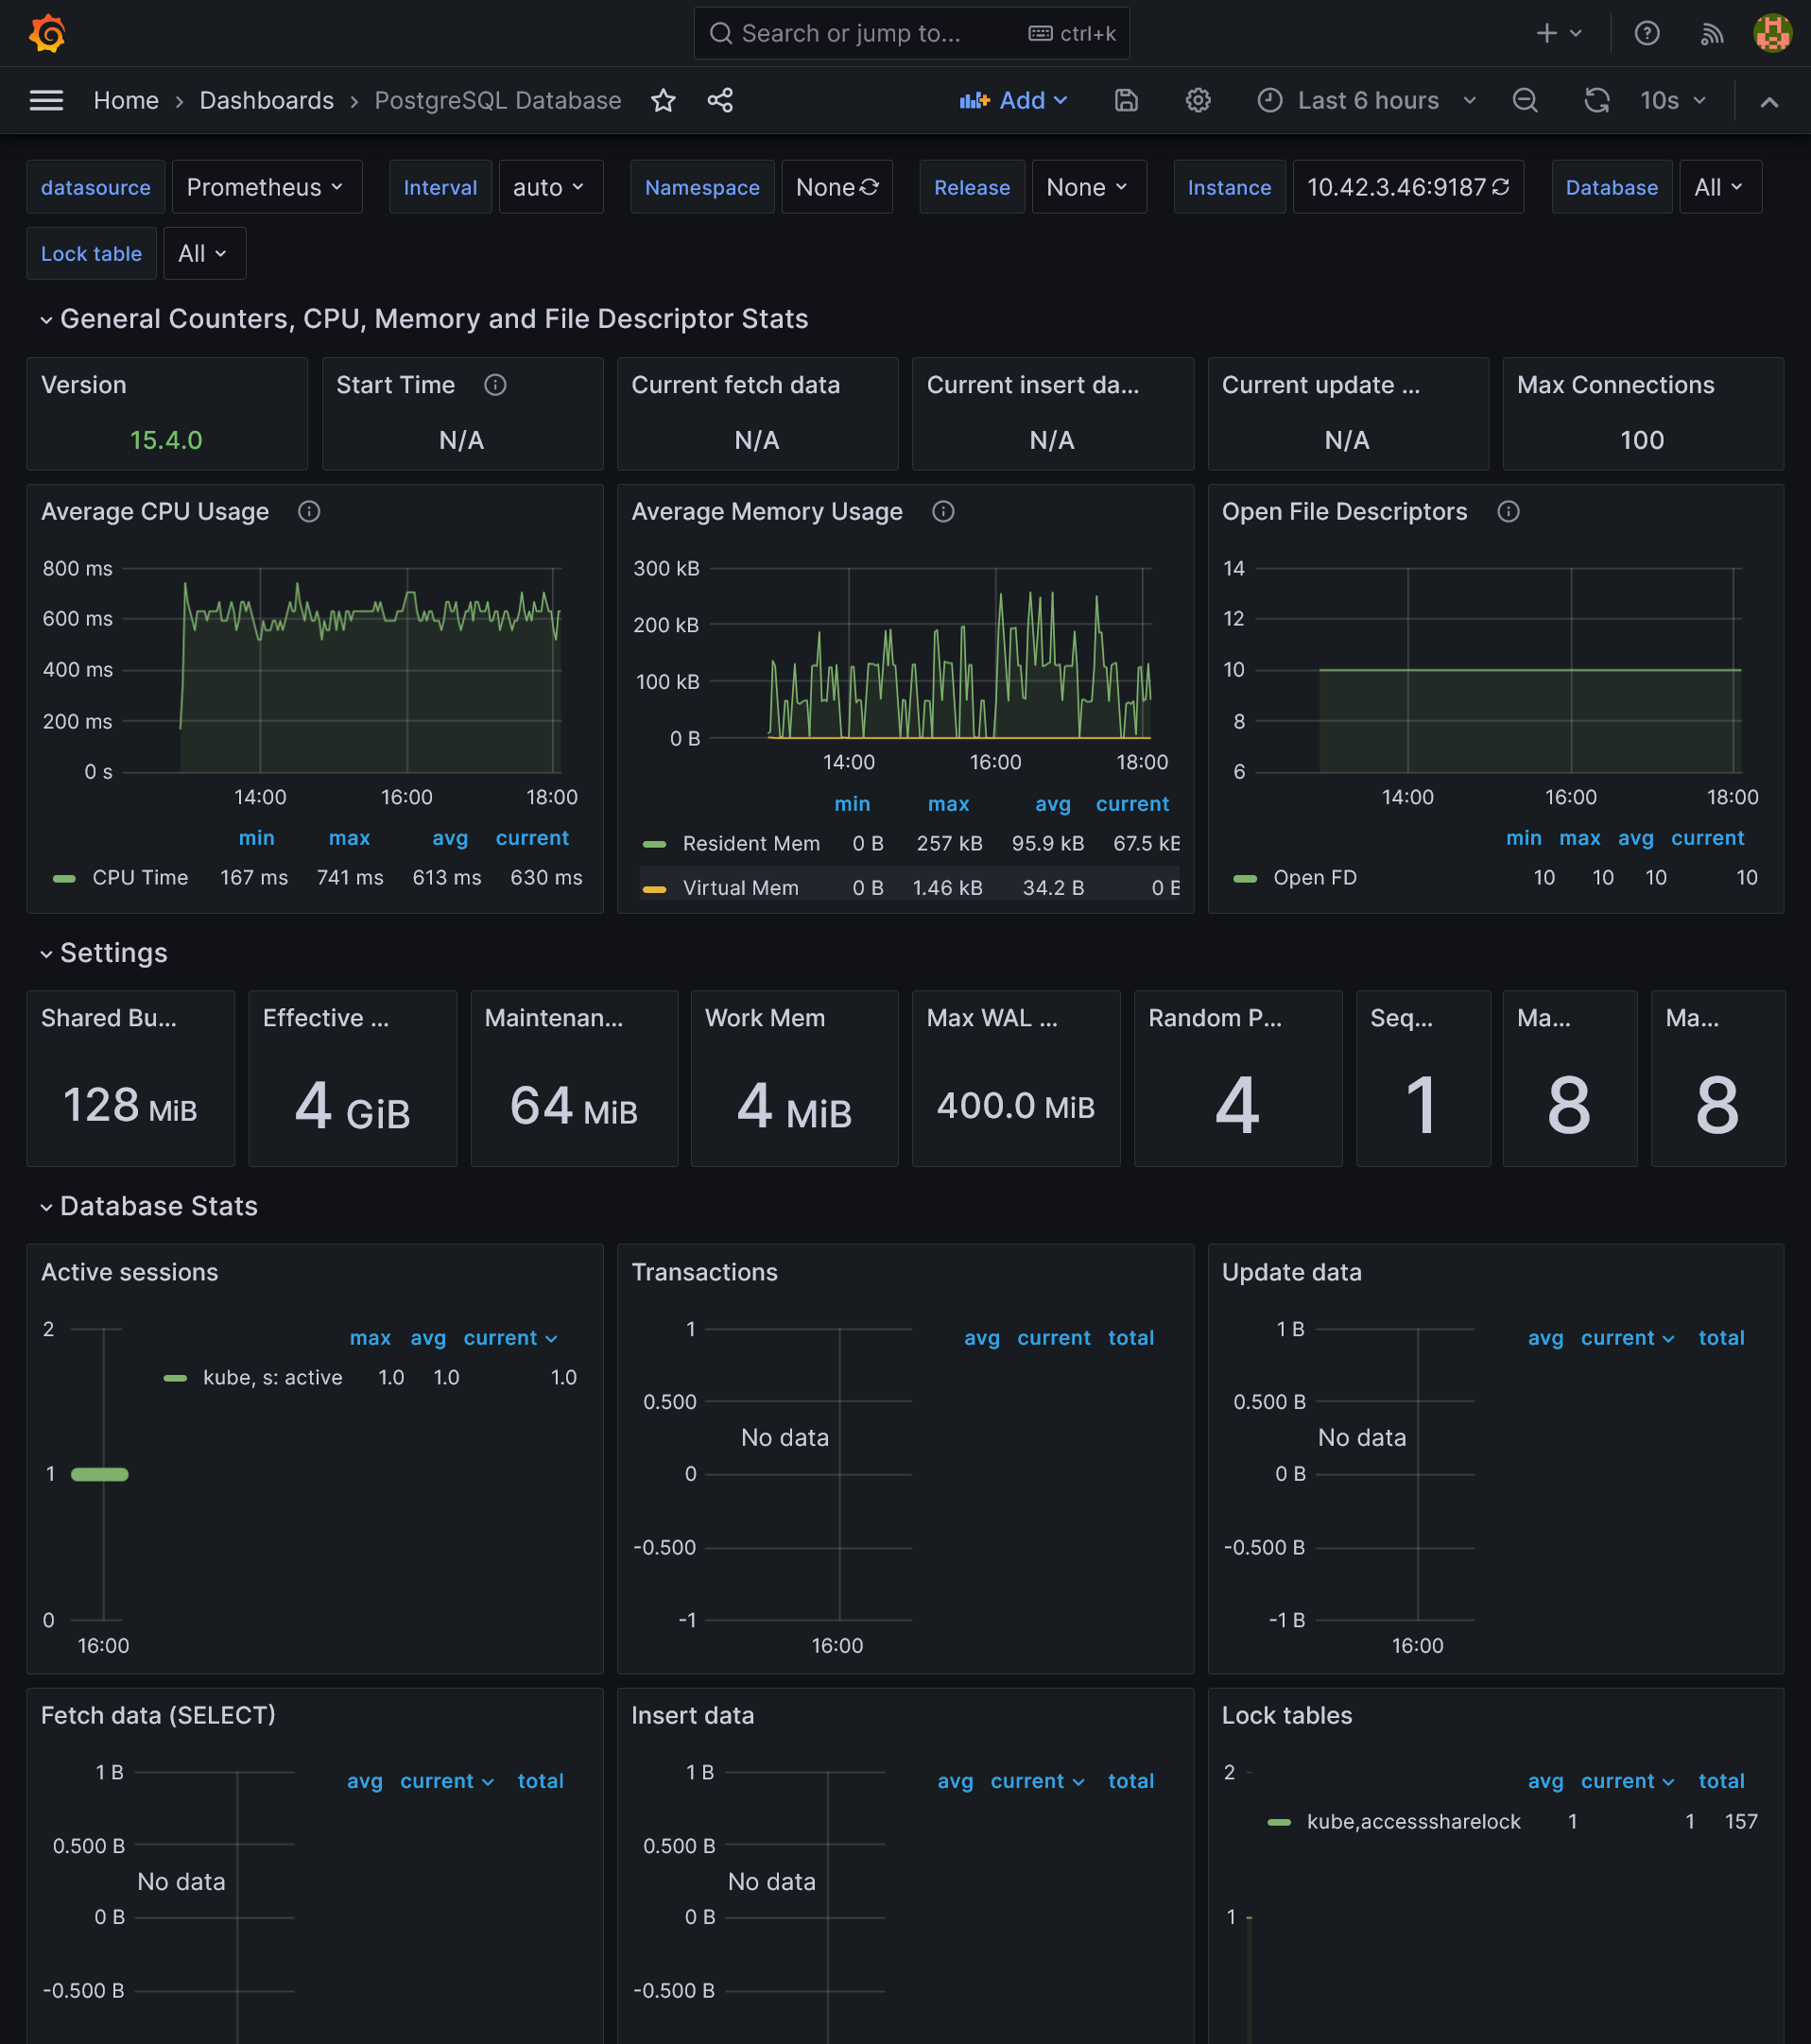 Search or jump to... ctrl+k
Home › Dashboards › PostgreSQL Database Add Last 6 hours 10s
datasource Prometheus Interval auto Namespace None Release None Instance 10.42.3.46:9187 Database All
Lock table All
General Counters, CPU, Memory and File Descriptor Stats
Version
15.4.0
Start Time
N/A
Current fetch data
N/A
Current insert da...
N/A
Current update ...
N/A
Max Connections
100
Average CPU Usage
800 ms
600 ms
400 ms
200 ms
0 s
14:00 16:00 18:00
min max avg current
CPU Time 167 ms 741 ms 613 ms 630 ms
Average Memory Usage
300 kB
200 kB
100 kB
0 B
14:00 16:00 18:00
min max avg current
Resident Mem 0 B 257 kB 95.9 kB 67.5 kB
Virtual Mem 0 B 1.46 kB 34.2 B 0 B
Open File Descriptors
14
12
10
8
6
14:00 16:00 18:00
min max avg current
Open FD 10 10 10 10
Settings
Shared Bu...
128 MiB
Effective ...
4 GiB
Maintenan...
64 MiB
Work Mem
4 MiB
Max WAL ...
400.0 MiB
Random P...
4
Seq...
1
Ma...
8
Ma...
8
Database Stats
Active sessions
2
1
0
16:00
max avg current
kube, s: active 1.0 1.0 1.0
Transactions
1
0.500
0
-0.500
-1
No data
16:00
avg current total
Update data
1 B
0.500 B
0 B
-0.500 B
-1 B
No data
16:00
avg current total
Fetch data (SELECT)
1 B
0.500 B
0 B
-0.500 B
No data
avg current total
Insert data
1 B
0.500 B
0 B
-0.500 B
No data
avg current total
Lock tables
2
1
avg current total
kube,accesssharelock 1 1 157